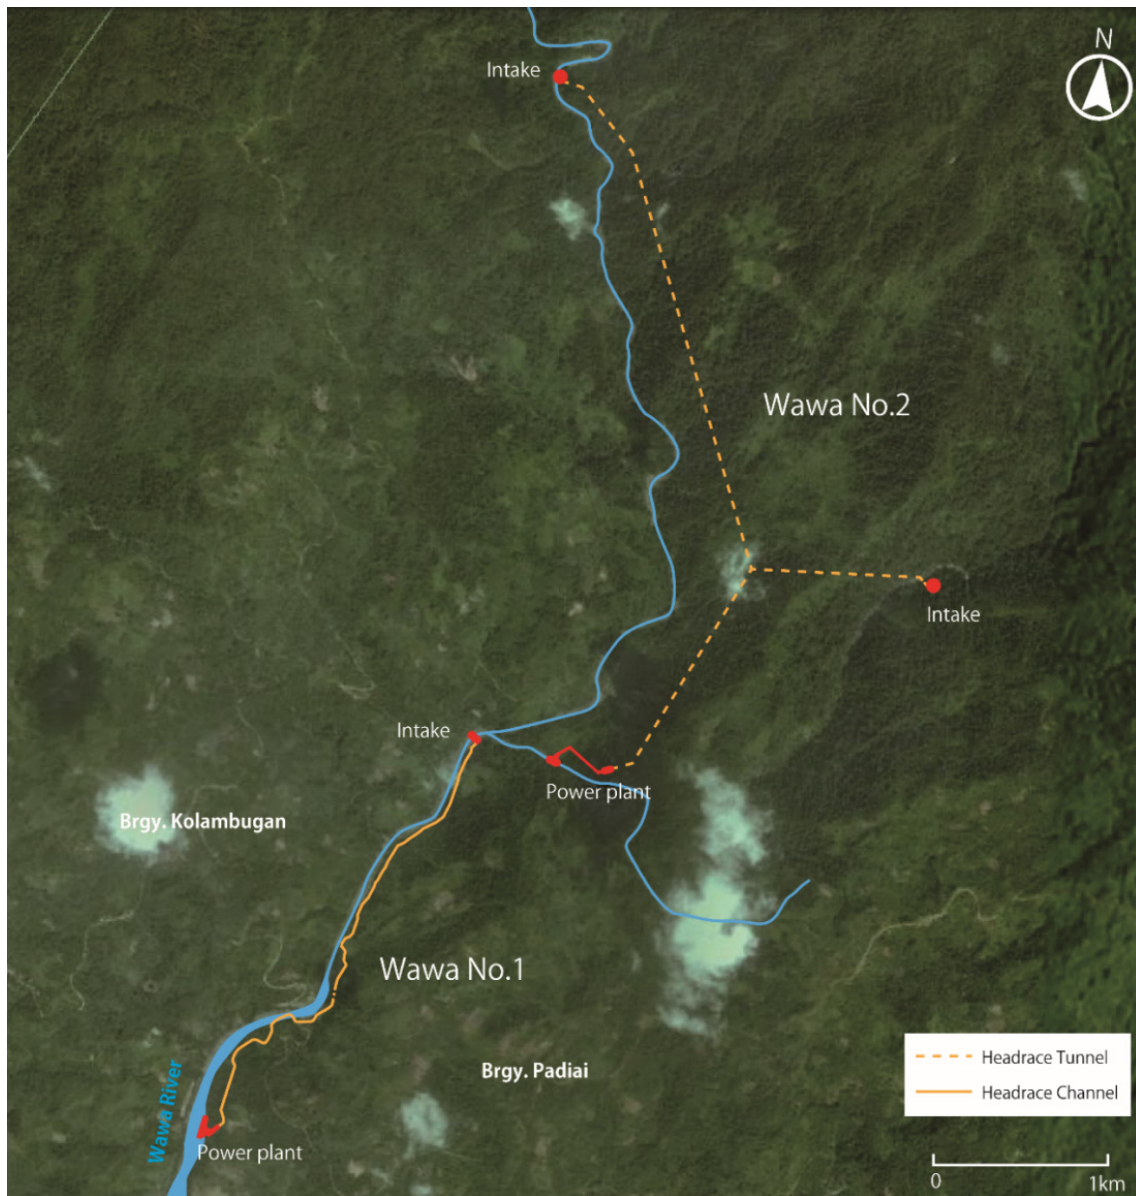 N
Intake
Wawa No.2
Intake
Intake
Power plant
Brgy. Kolambugan
Wawa No.1
Brgy. Padiai
Wawa River
Power plant
Headrace Tunnel
Headrace Channel
0
1km